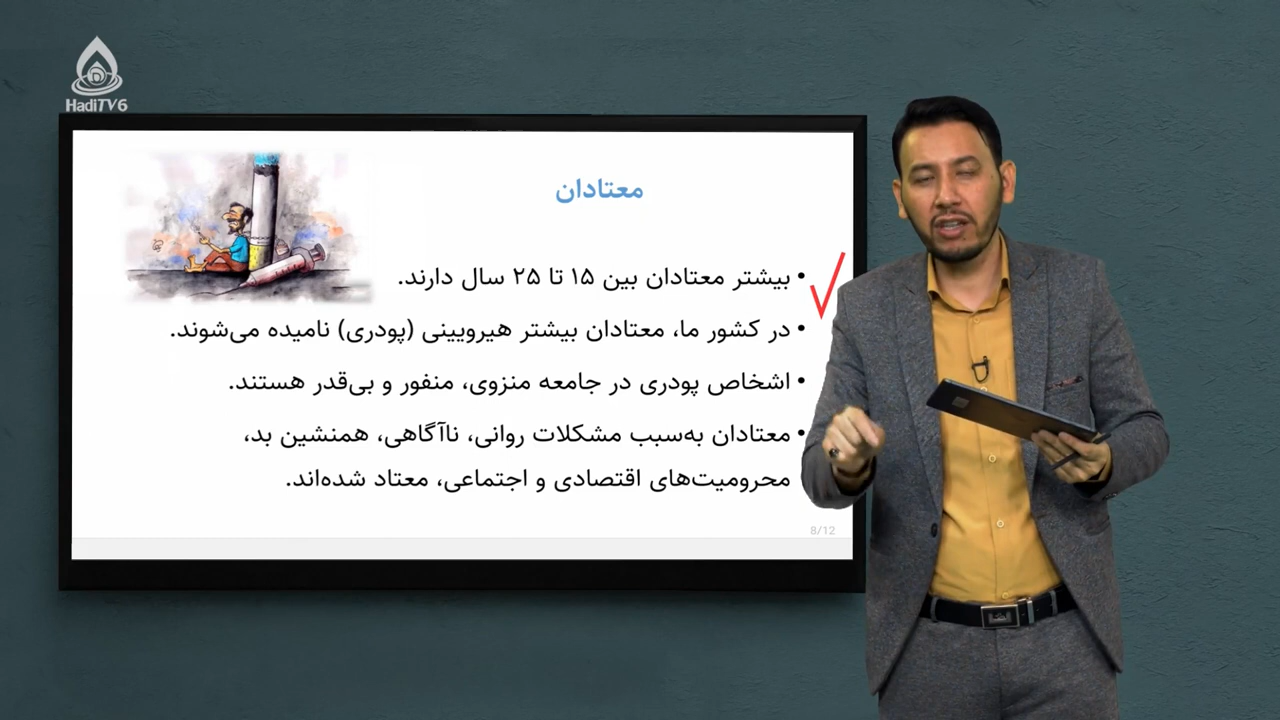 HadiTV6
معتادان
• بیشتر معتادان بین ۱۵ تا ۲۵ سال دارند.
• در کشور ما، معتادان بیشتر هیرویینی (پودری) نامیده می‌شوند.
• اشخاص پودری در جامعه منزوی، منفور و بی‌قدر هستند.
• معتادان به‌سبب مشکلات روانی، ناآگاهی، همنشین بد،
محرومیت‌های اقتصادی و اجتماعی، معتاد شده‌اند.
8/12